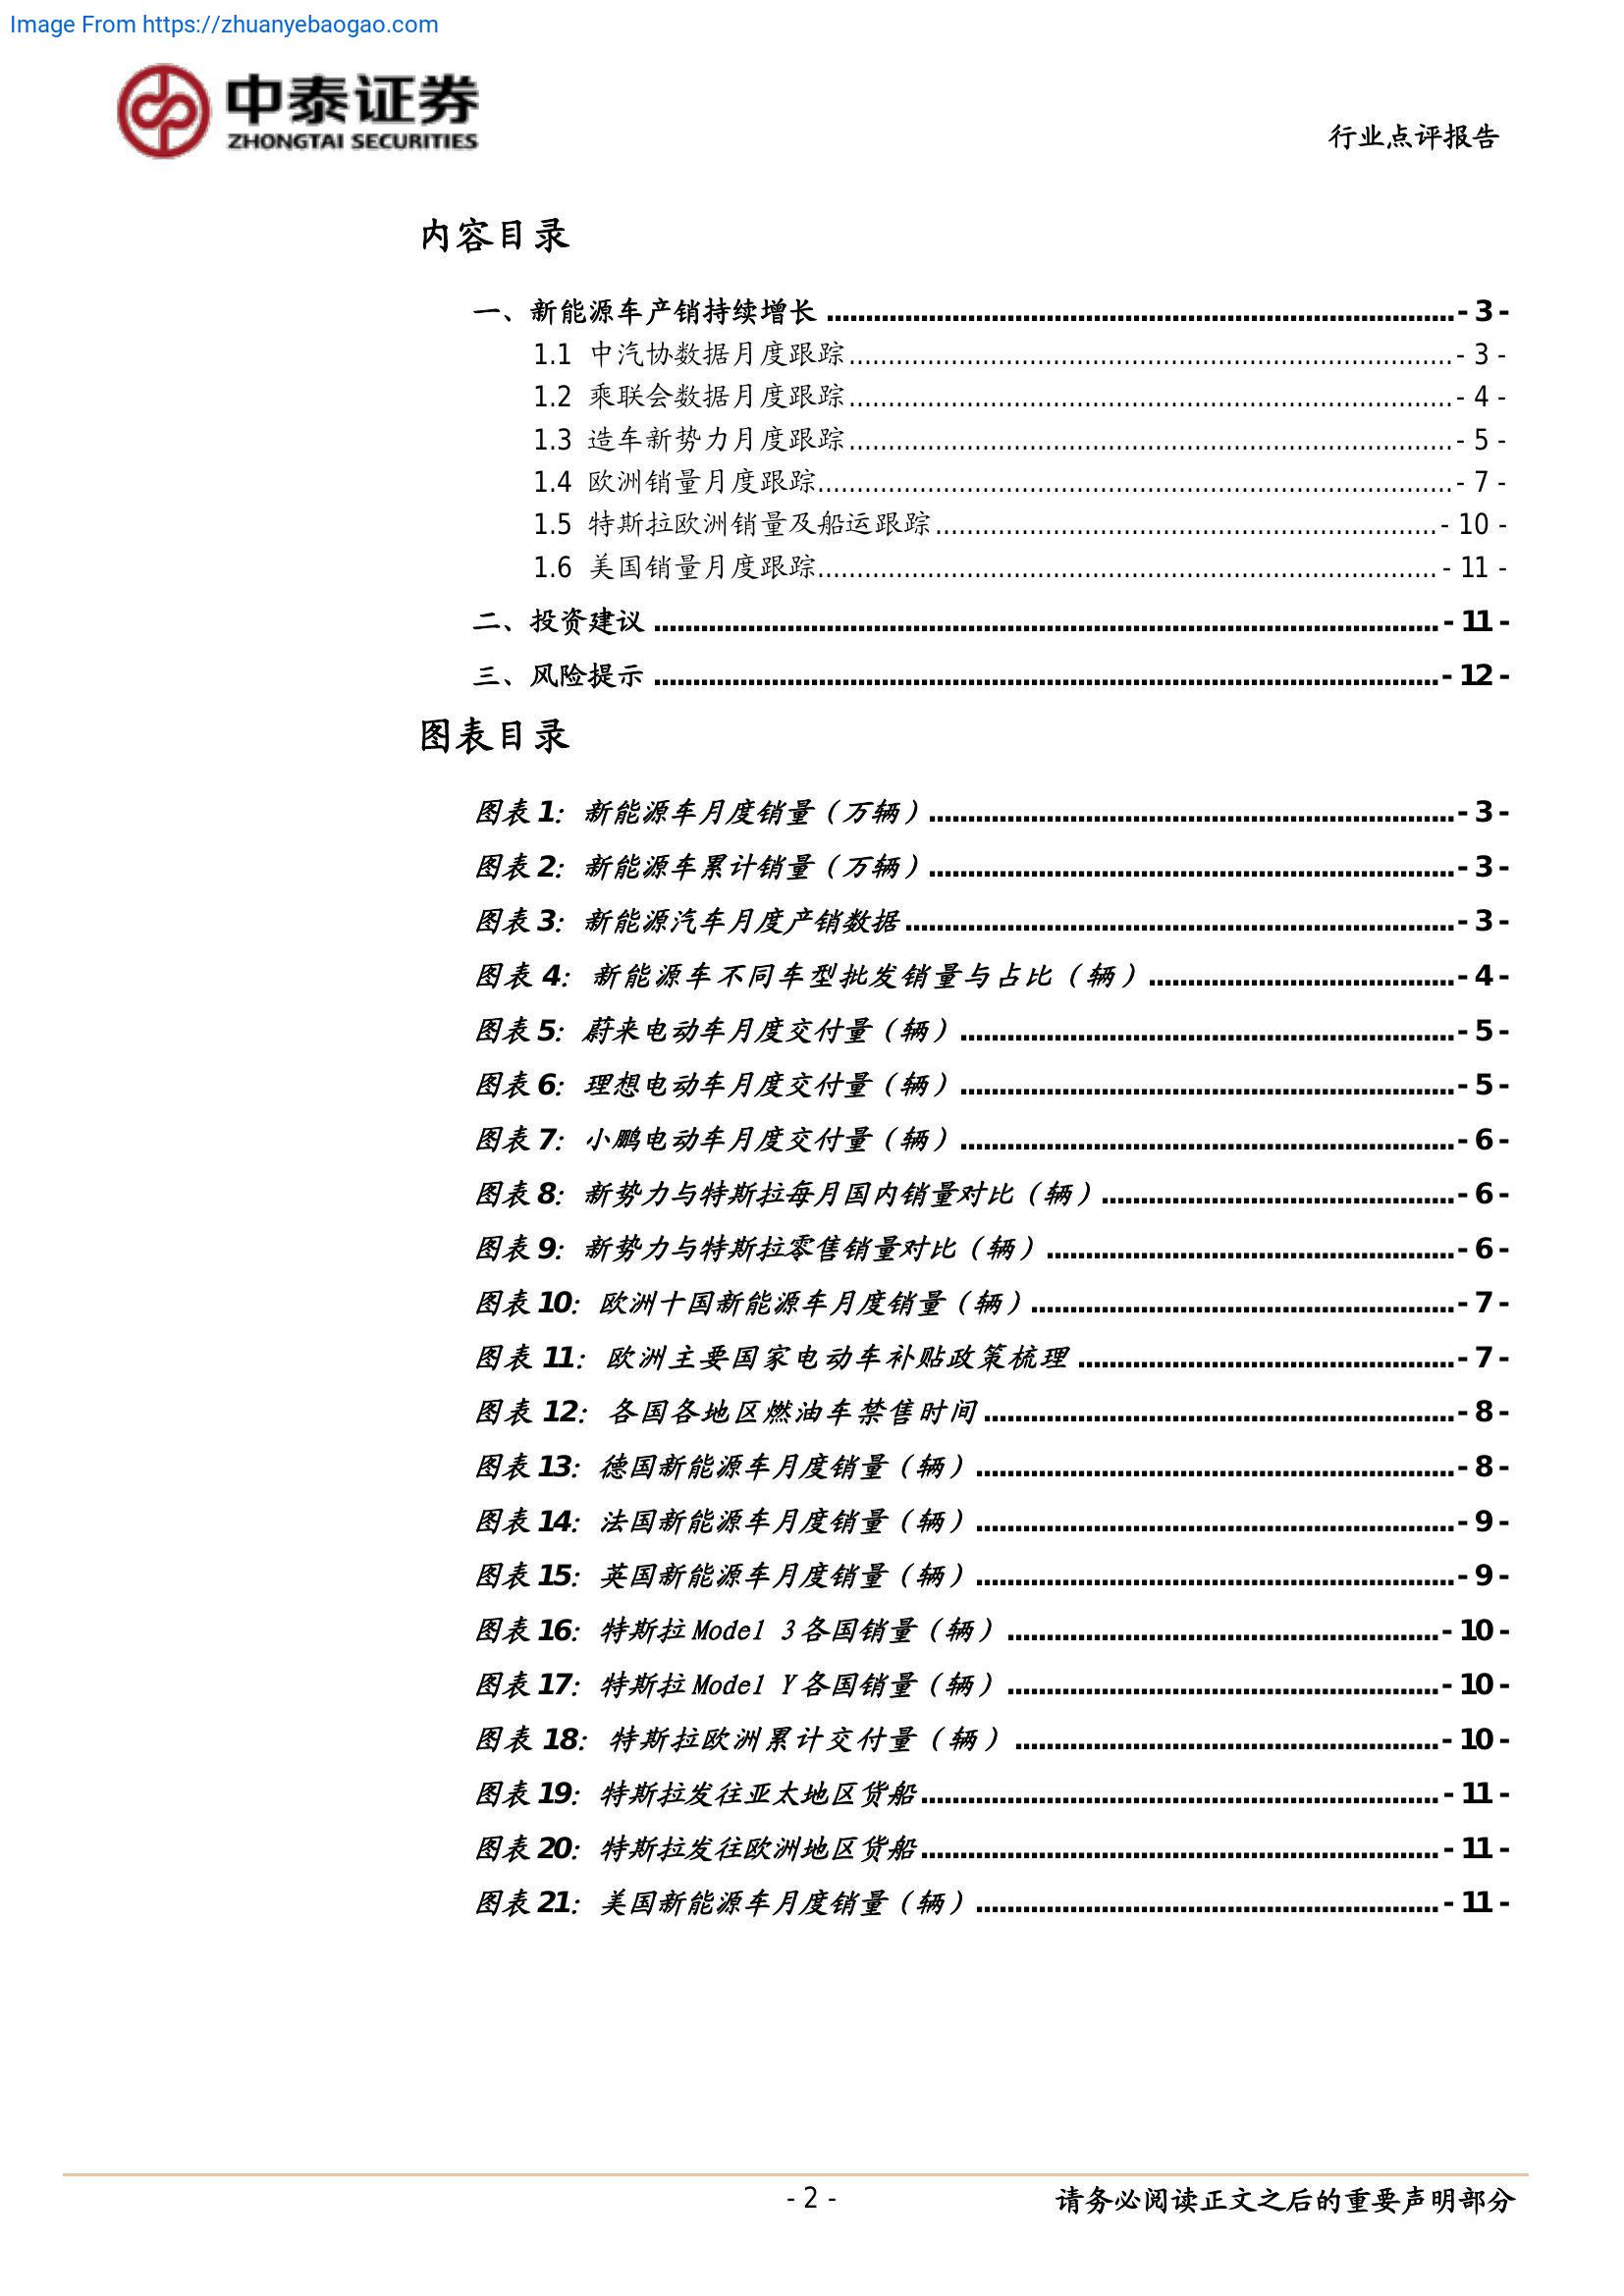 Image From https://zhuanyebaogao.com
中泰证券
ZHONGTAI SECURITIES
行业点评报告
内容目录
一、新能源车产销持续增长 ........ - 3 -
1.1 中汽协数据月度跟踪 ........ - 3 -
1.2 乘联会数据月度跟踪 ........ - 4 -
1.3 造车新势力月度跟踪 ........ - 5 -
1.4 欧洲销量月度跟踪 ........ - 7 -
1.5 特斯拉欧洲销量及船运跟踪 ........ - 10 -
1.6 美国销量月度跟踪 ........ - 11 -
二、投资建议 ........ - 11 -
三、风险提示 ........ - 12 -
图表目录
图表 1：新能源车月度销量（万辆） ........ - 3 -
图表 2：新能源车累计销量（万辆） ........ - 3 -
图表 3：新能源汽车月度产销数据 ........ - 3 -
图表 4：新能源车不同车型批发销量与占比（辆） ........ - 4 -
图表 5：蔚来电动车月度交付量（辆） ........ - 5 -
图表 6：理想电动车月度交付量（辆） ........ - 5 -
图表 7：小鹏电动车月度交付量（辆） ........ - 6 -
图表 8：新势力与特斯拉每月国内销量对比（辆） ........ - 6 -
图表 9：新势力与特斯拉零售销量对比（辆） ........ - 6 -
图表 10：欧洲十国新能源车月度销量（辆） ........ - 7 -
图表 11：欧洲主要国家电动车补贴政策梳理 ........ - 7 -
图表 12：各国各地区燃油车禁售时间 ........ - 8 -
图表 13：德国新能源车月度销量（辆） ........ - 8 -
图表 14：法国新能源车月度销量（辆） ........ - 9 -
图表 15：英国新能源车月度销量（辆） ........ - 9 -
图表 16：特斯拉 Model 3 各国销量（辆） ........ - 10 -
图表 17：特斯拉 Model Y 各国销量（辆） ........ - 10 -
图表 18：特斯拉欧洲累计交付量（辆） ........ - 10 -
图表 19：特斯拉发往亚太地区货船 ........ - 11 -
图表 20：特斯拉发往欧洲地区货船 ........ - 11 -
图表 21：美国新能源车月度销量（辆） ........ - 11 -
- 2 -
请务必阅读正文之后的重要声明部分